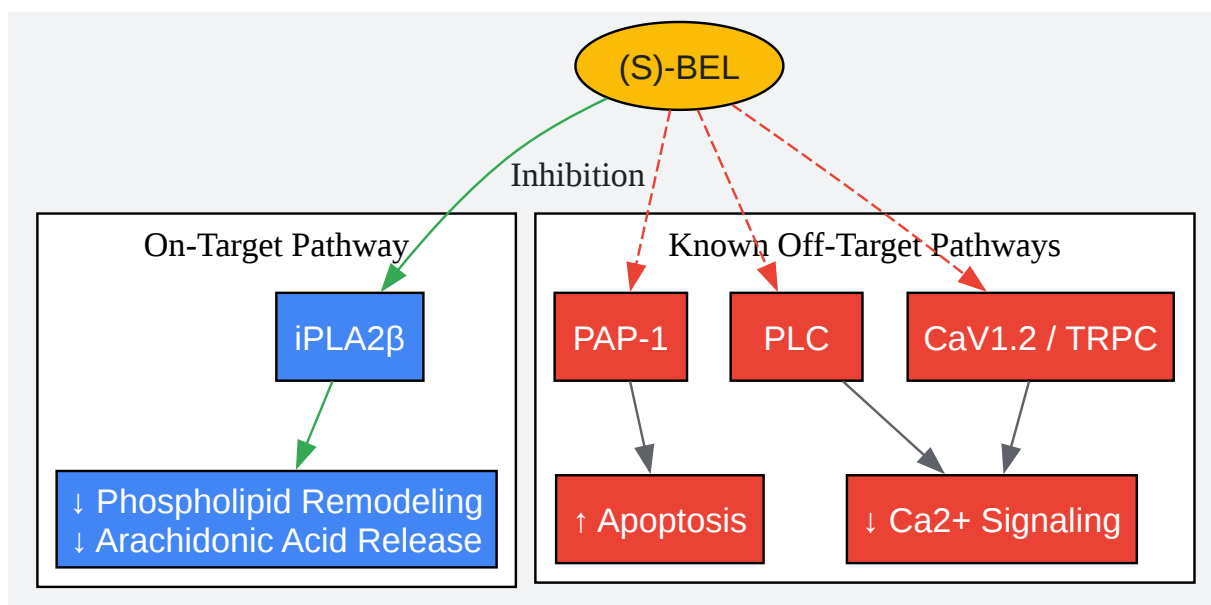 (S)-BEL
Inhibition
On-Target Pathway
Known Off-Target Pathways
iPLA2β
PAP-1
PLC
CaV1.2 / TRPC
↓ Phospholipid Remodeling
↓ Arachidonic Acid Release
↑ Apoptosis
↓ Ca2+ Signaling